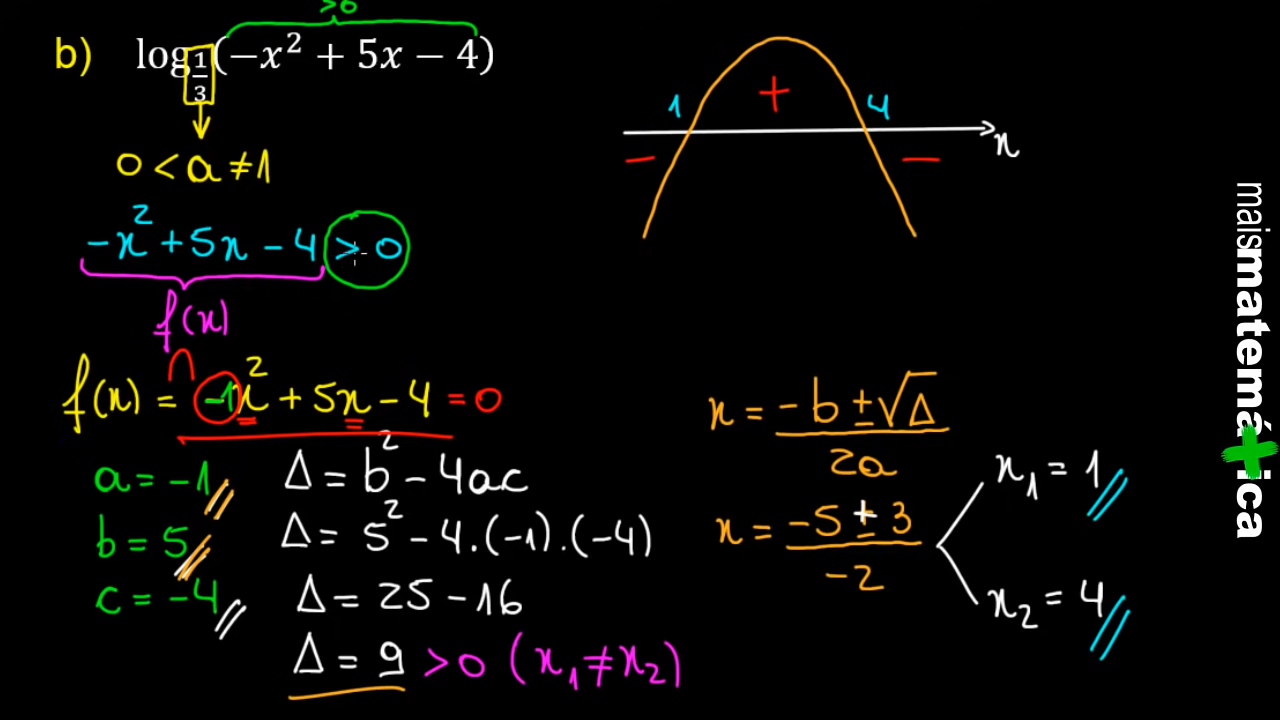 >0
b) log_{1/3}(−x² + 5x − 4)
0 < a ≠ 1
−x² + 5x − 4 > 0
f(x)
f(x) = −1x² + 5x − 4 = 0
a = −1
b = 5
c = −4
Δ = b² − 4ac
Δ = 5² − 4.(−1).(−4)
Δ = 25 − 16
Δ = 9 > 0 (x₁ ≠ x₂)
1 + 4
− −
x
x = (−b ± √Δ)/2a
x = (−5 ± 3)/−2
x₁ = 1
x₂ = 4
maismatemática